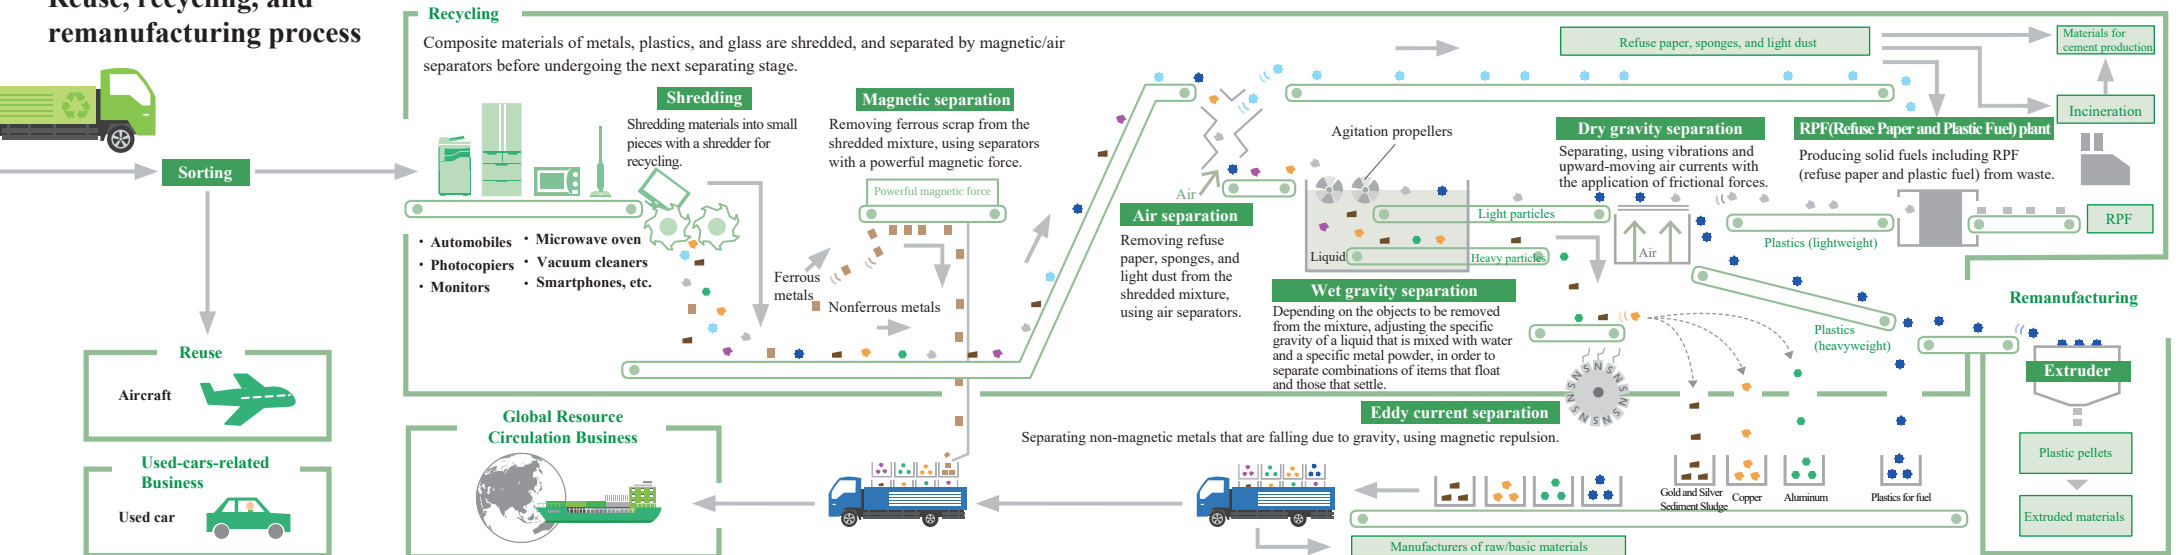 Reuse, recycling, and
remanufacturing process
Sorting
Reuse
Aircraft
Used-cars-related
Business
Used car
Recycling
Composite materials of metals, plastics, and glass are shredded, and separated by magnetic/air
separators before undergoing the next separating stage.
・Automobiles
・Photocopiers
・Monitors
・Microwave oven
・Vacuum cleaners
・Smartphones, etc.
Shredding
Shredding materials into small
pieces with a shredder for
recycling.
Magnetic separation
Removing ferrous scrap from the
shredded mixture, using separators
with a powerful magnetic force.
Powerful magnetic force
Ferrous
metals
Nonferrous metals
Air
Air separation
Removing refuse
paper, sponges, and
light dust from the
shredded mixture,
using air separators.
Agitation propellers
Light particles
Liquid
Heavy particles
Wet gravity separation
Depending on the objects to be removed
from the mixture, adjusting the specific
gravity of a liquid that is mixed with water
and a specific metal powder, in order to
separate combinations of items that float
and those that settle.
Dry gravity separation
Separating, using vibrations and
upward-moving air currents with
the application of frictional forces.
Air
Plastics (lightweight)
Plastics
(heavyweight)
Refuse paper, sponges, and light dust
Materials for
cement production
Incineration
RPF(Refuse Paper and Plastic Fuel) plant
Producing solid fuels including RPF
(refuse paper and plastic fuel) from waste.
RPF
Eddy current separation
Separating non-magnetic metals that are falling due to gravity, using magnetic repulsion.
N S N S N S N S N S N S
Gold and Silver
Sediment Sludge
Copper
Aluminum
Plastics for fuel
Remanufacturing
Extruder
Plastic pellets
Extruded materials
Global Resource
Circulation Business
Manufacturers of raw/basic materials